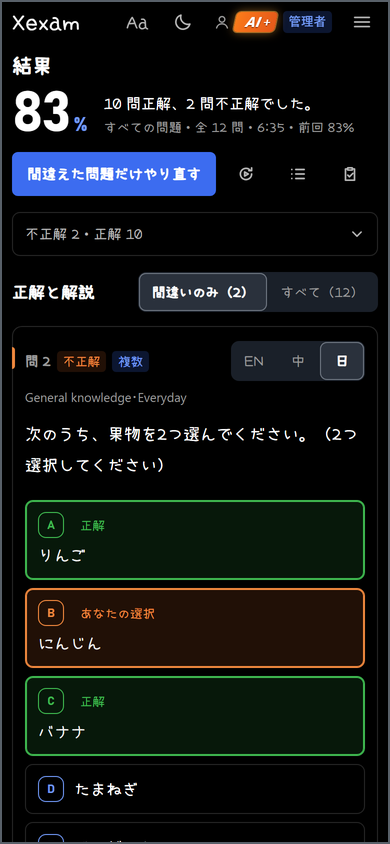 Xexam Aa AI+ 管理者
結果
83%
10 問正解、2 問不正解でした。
すべての問題・全 12 問・6:35・前回 83%
間違えた問題だけやり直す
不正解 2・正解 10
正解と解説 間違いのみ (2) すべて (12)
問 2 不正解 複数 EN 中 日
General knowledge·Everyday
次のうち、果物を2つ選んでください。(2つ
選択してください)
A 正解
りんご
B あなたの選択
にんじん
C 正解
バナナ
D たまねぎ